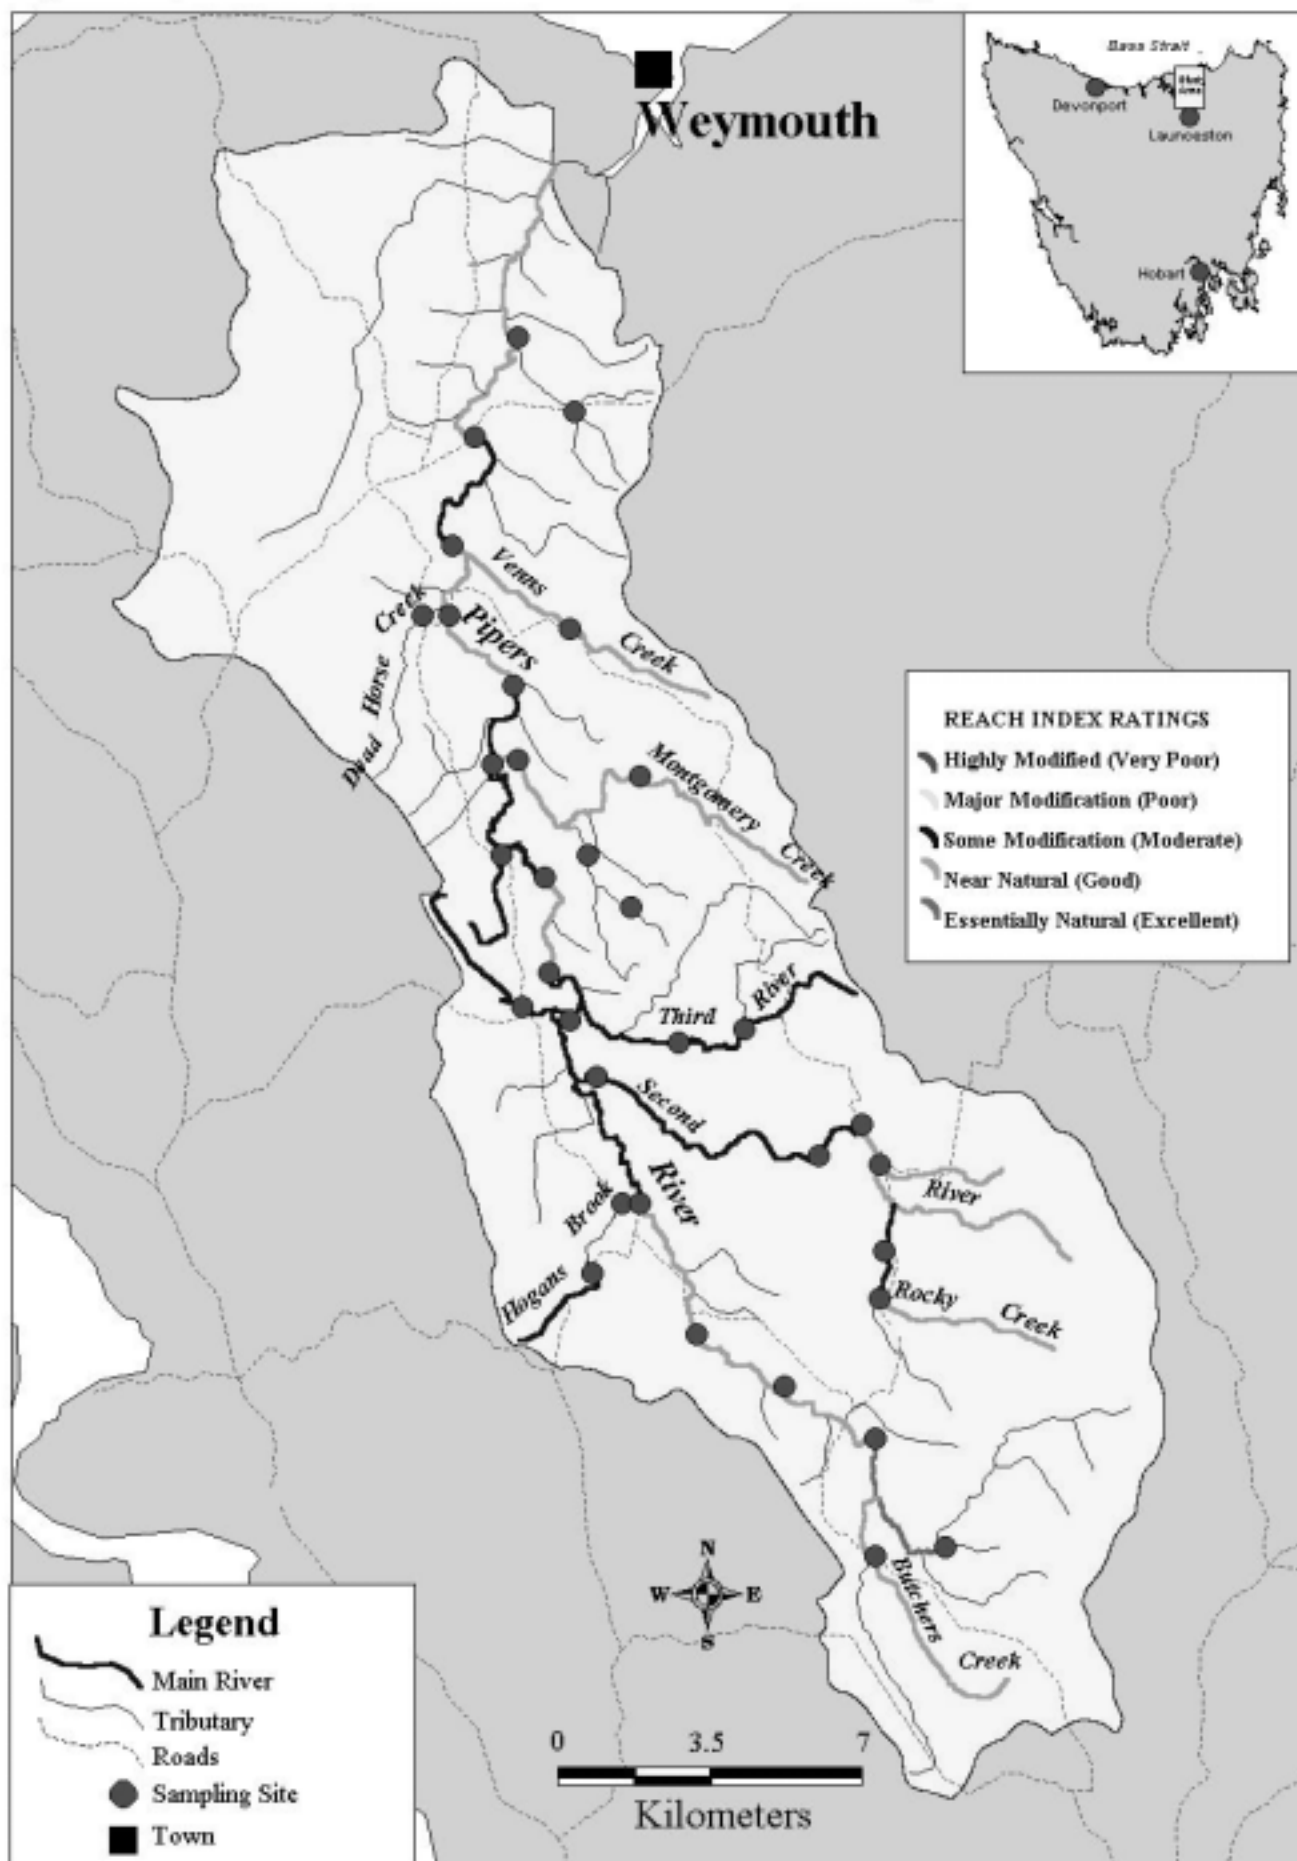 Bass Strait
Devonport
Launceston
Hobart
Weymouth
Venns
Creek
Creek
Pipers
Horse
Dead
Montgomery
Creek
REACH INDEX RATINGS
Highly Modified (Very Poor)
Major Modification (Poor)
Some Modification (Moderate)
Near Natural (Good)
Essentially Natural (Excellent)
River
Third
Second
River
River
Brook
Hogans
Rocky
Creek
Butchers
Creek
N
W E
S
Legend
Main River
Tributary
Roads
Sampling Site
Town
0 3.5 7
Kilometers